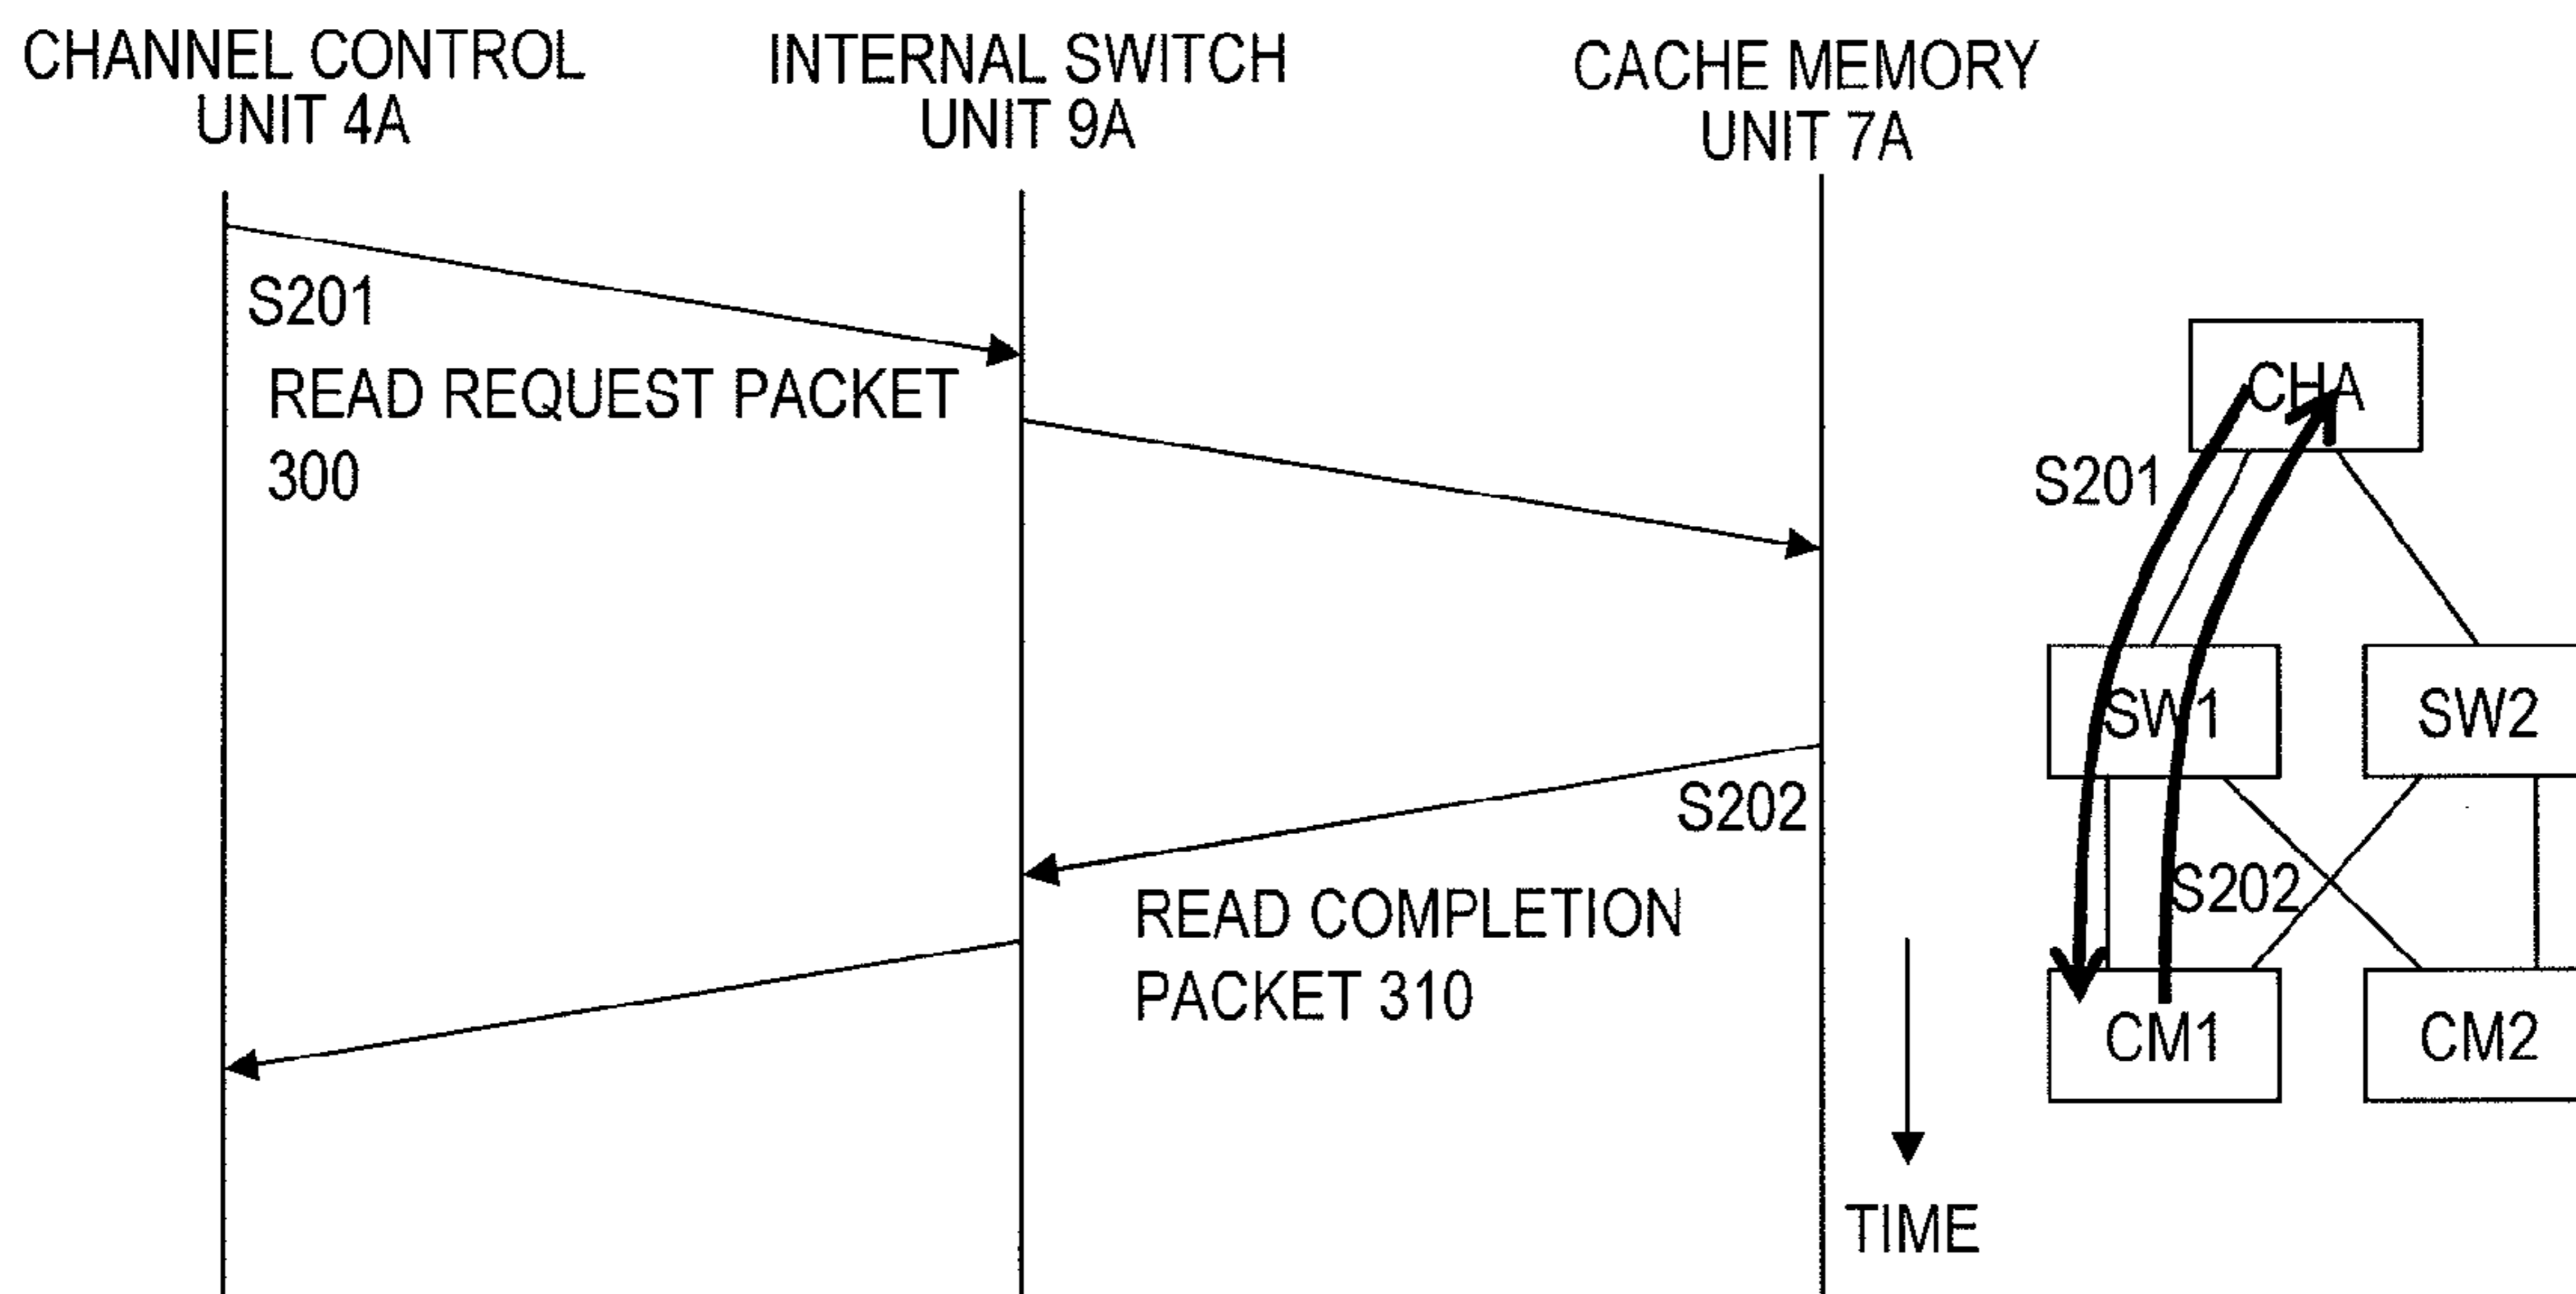 CHANNEL CONTROL
UNIT 4A
INTERNAL SWITCH
UNIT 9A
CACHE MEMORY
UNIT 7A
S201
READ REQUEST PACKET
300
S202
READ COMPLETION
PACKET 310
TIME
CHA
S201
SW1
SW2
S202
CM1
CM2